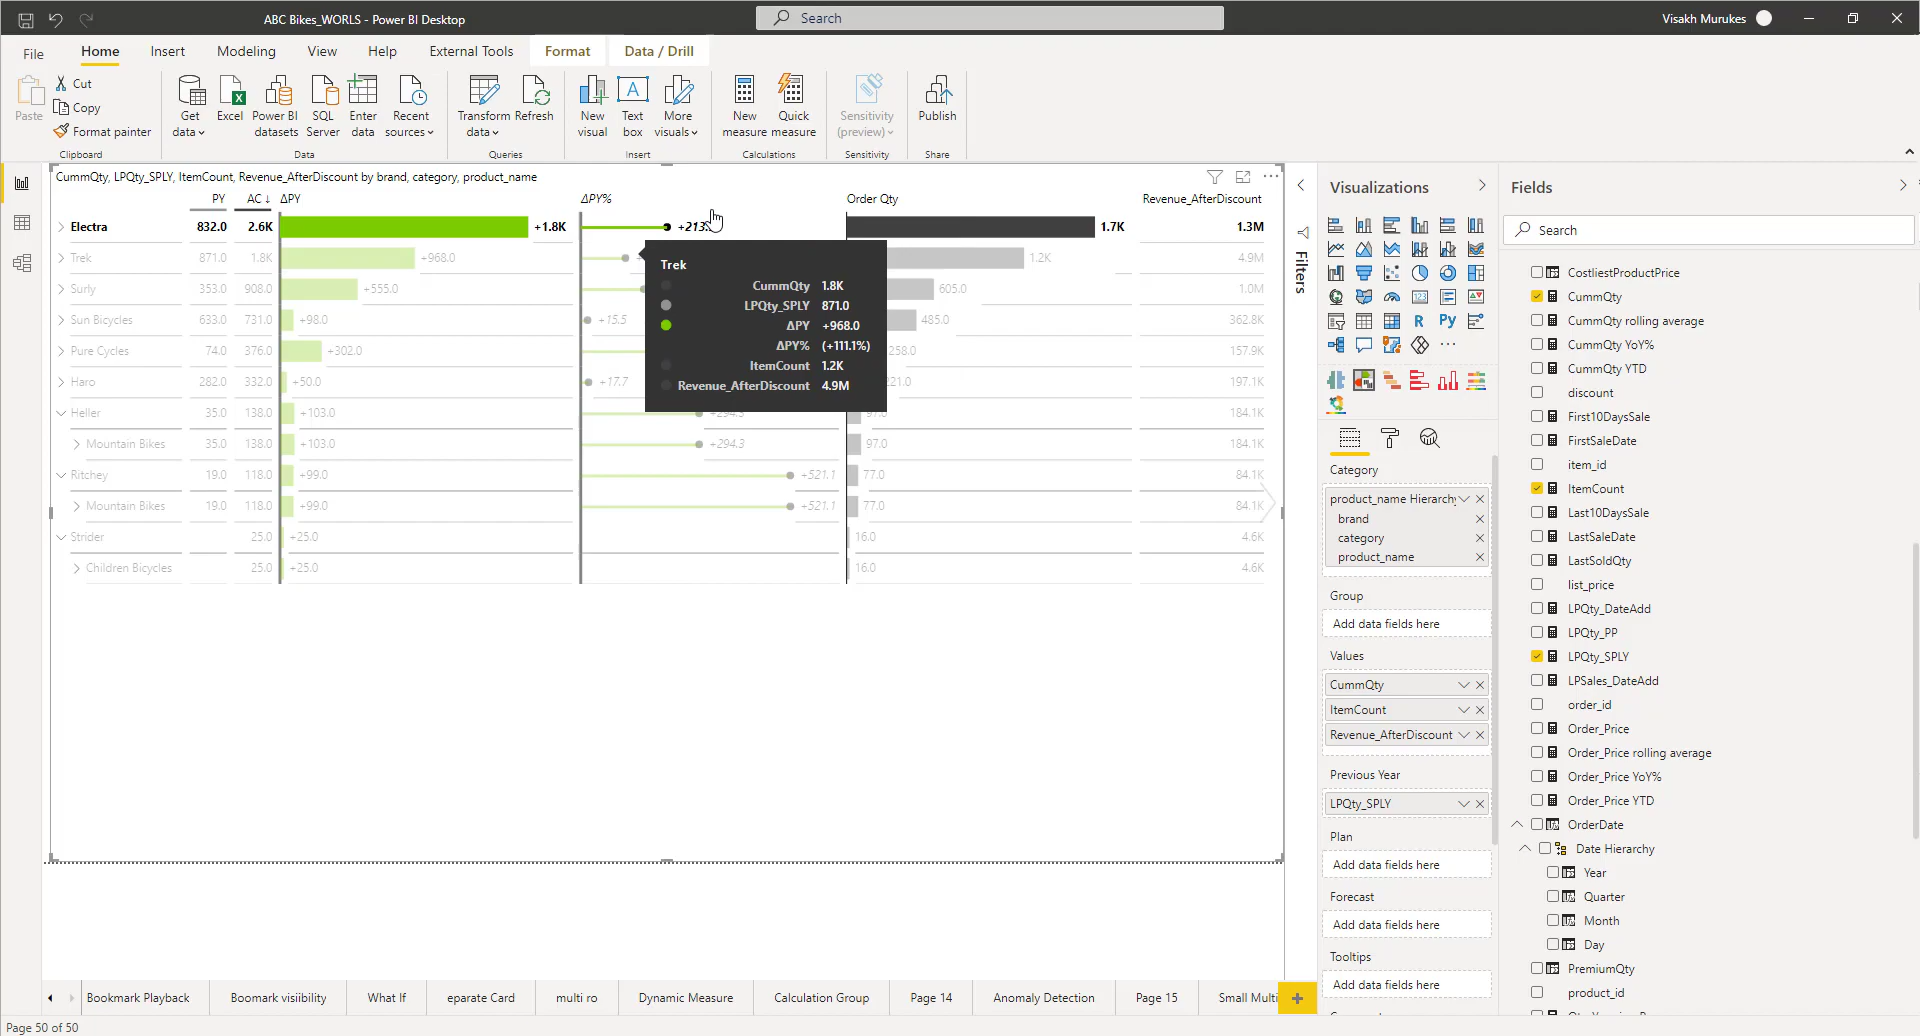 ABC Bikes_WORLS - Power BI Desktop
Search
Visakh Murukes
File
Home
Insert
Modeling
View
Help
External Tools
Format
Data / Drill
Paste
Cut
Copy
Format painter
Clipboard
Get data
Excel
Power BI datasets
SQL Server
Enter data
Recent sources
Data
Transform data
Refresh
Queries
New visual
Text box
More visuals
Insert
New measure
Quick measure
Calculations
Sensitivity (preview)
Sensitivity
Publish
Share
CummQty, LPQty_SPLY, ItemCount, Revenue_AfterDiscount by brand, category, product_name
PY AC ↓ ΔPY ΔPY% Order Qty Revenue_AfterDiscount
Electra 832.0 2.6K +1.8K +213. 1.7K 1.3M
Trek 871.0 1.8K +968.0 1.2K 4.9M
Surly 353.0 908.0 +555.0 605.0 1.0M
Sun Bicycles 633.0 731.0 +98.0 +15.5 485.0 362.8K
Pure Cycles 74.0 376.0 +302.0 258.0 157.9K
Haro 282.0 332.0 +50.0 +17.7 221.0 197.1K
Heller 35.0 138.0 +103.0 +294.3 97.0 184.1K
Mountain Bikes 35.0 138.0 +103.0 +294.3 97.0 184.1K
Ritchey 19.0 118.0 +99.0 +521.1 77.0 84.1K
Mountain Bikes 19.0 118.0 +99.0 +521.1 77.0 84.1K
Strider 25.0 +25.0 16.0 4.6K
Children Bicycles 25.0 +25.0 16.0 4.6K
Trek
CummQty 1.8K
LPQty_SPLY 871.0
ΔPY +968.0
ΔPY% (+111.1%)
ItemCount 1.2K
Revenue_AfterDiscount 4.9M
Filters
Visualizations
R
Py
123
Category
product_name Hierarchy
brand
category
product_name
Group
Add data fields here
Values
CummQty
ItemCount
Revenue_AfterDiscount
Previous Year
LPQty_SPLY
Plan
Add data fields here
Forecast
Add data fields here
Tooltips
Add data fields here
Fields
Search
CostliestProductPrice
CummQty
CummQty rolling average
CummQty YoY%
CummQty YTD
discount
First10DaysSale
FirstSaleDate
item_id
ItemCount
Last10DaysSale
LastSaleDate
LastSoldQty
list_price
LPQty_DateAdd
LPQty_PP
LPQty_SPLY
LPSales_DateAdd
order_id
Order_Price
Order_Price rolling average
Order_Price YoY%
Order_Price YTD
OrderDate
Date Hierarchy
Year
Quarter
Month
Day
PremiumQty
product_id
Bookmark Playback
Boomark visiibility
What If
eparate Card
multi ro
Dynamic Measure
Calculation Group
Page 14
Anomaly Detection
Page 15
Small Multi
Page 50 of 50